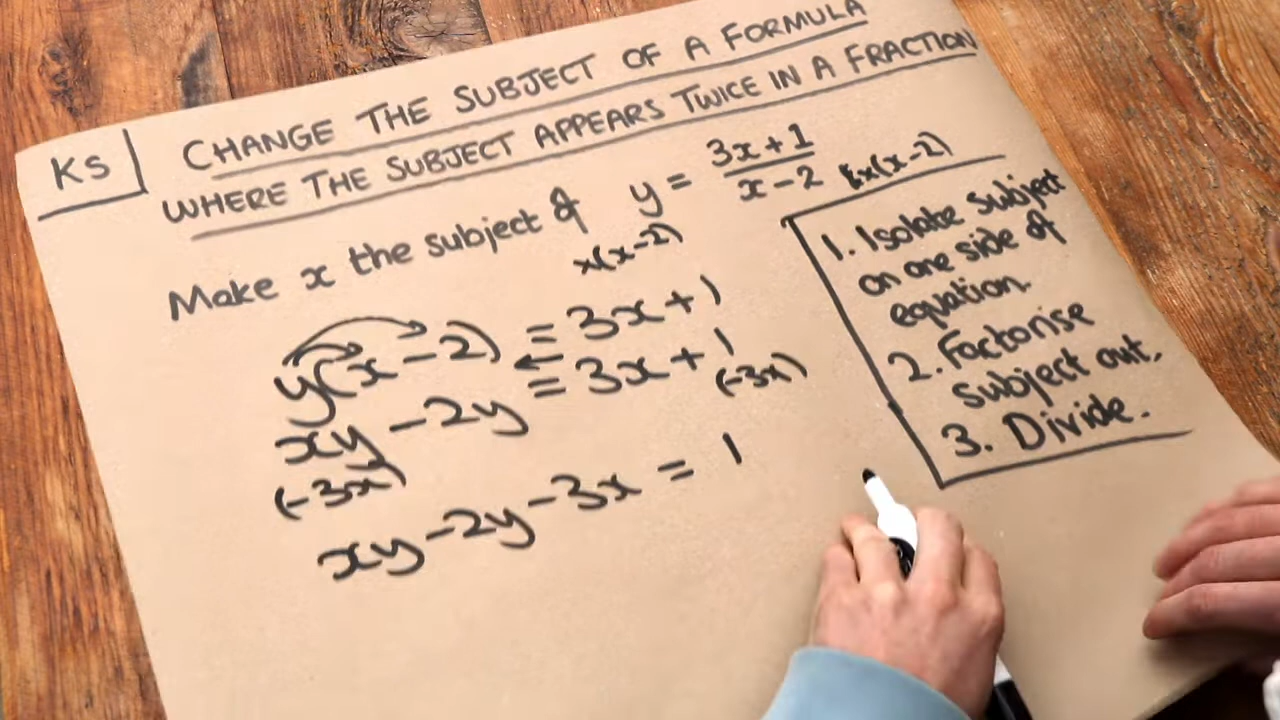 KS
CHANGE THE SUBJECT OF A FORMULA
WHERE THE SUBJECT APPEARS TWICE IN A FRACTION
Make x the subject of y = (3x+1)/(x-2) x(x-2)
x(x-2)
y(x-2) = 3x+1
xy - 2y = 3x+1
(-3x) (-3x)
xy-2y-3x = 1
1. Isolate subject
on one side of
equation.
2. Factorise
subject out.
3. Divide.